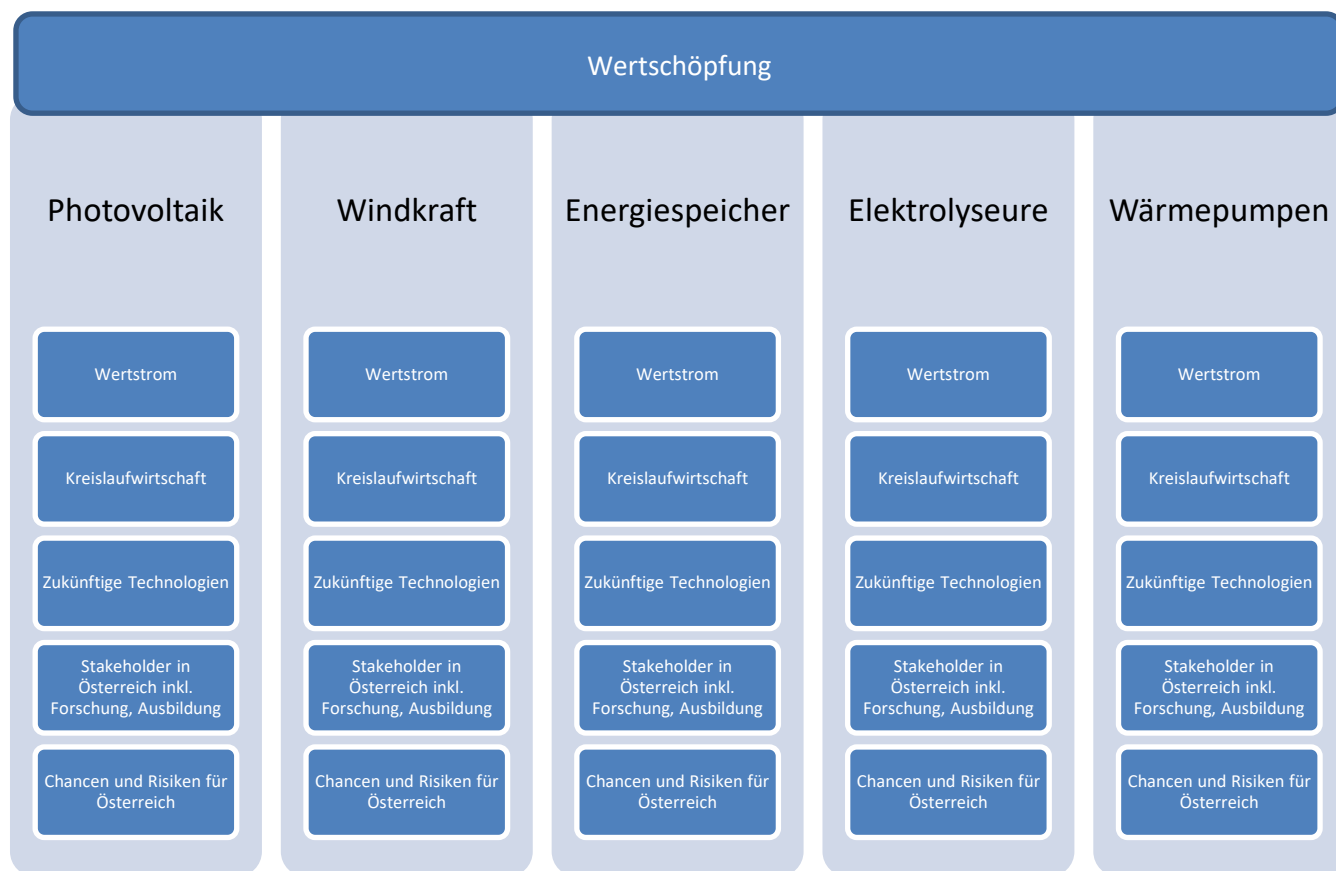 Wertschöpfung
Photovoltaik
Wertstrom
Kreislaufwirtschaft
Zukünftige Technologien
Stakeholder in
Österreich inkl.
Forschung, Ausbildung
Chancen und Risiken für
Österreich
Windkraft
Wertstrom
Kreislaufwirtschaft
Zukünftige Technologien
Stakeholder in
Österreich inkl.
Forschung, Ausbildung
Chancen und Risiken für
Österreich
Energiespeicher
Wertstrom
Kreislaufwirtschaft
Zukünftige Technologien
Stakeholder in
Österreich inkl.
Forschung, Ausbildung
Chancen und Risiken für
Österreich
Elektrolyseure
Wertstrom
Kreislaufwirtschaft
Zukünftige Technologien
Stakeholder in
Österreich inkl.
Forschung, Ausbildung
Chancen und Risiken für
Österreich
Wärmepumpen
Wertstrom
Kreislaufwirtschaft
Zukünftige Technologien
Stakeholder in
Österreich inkl.
Forschung, Ausbildung
Chancen und Risiken für
Österreich